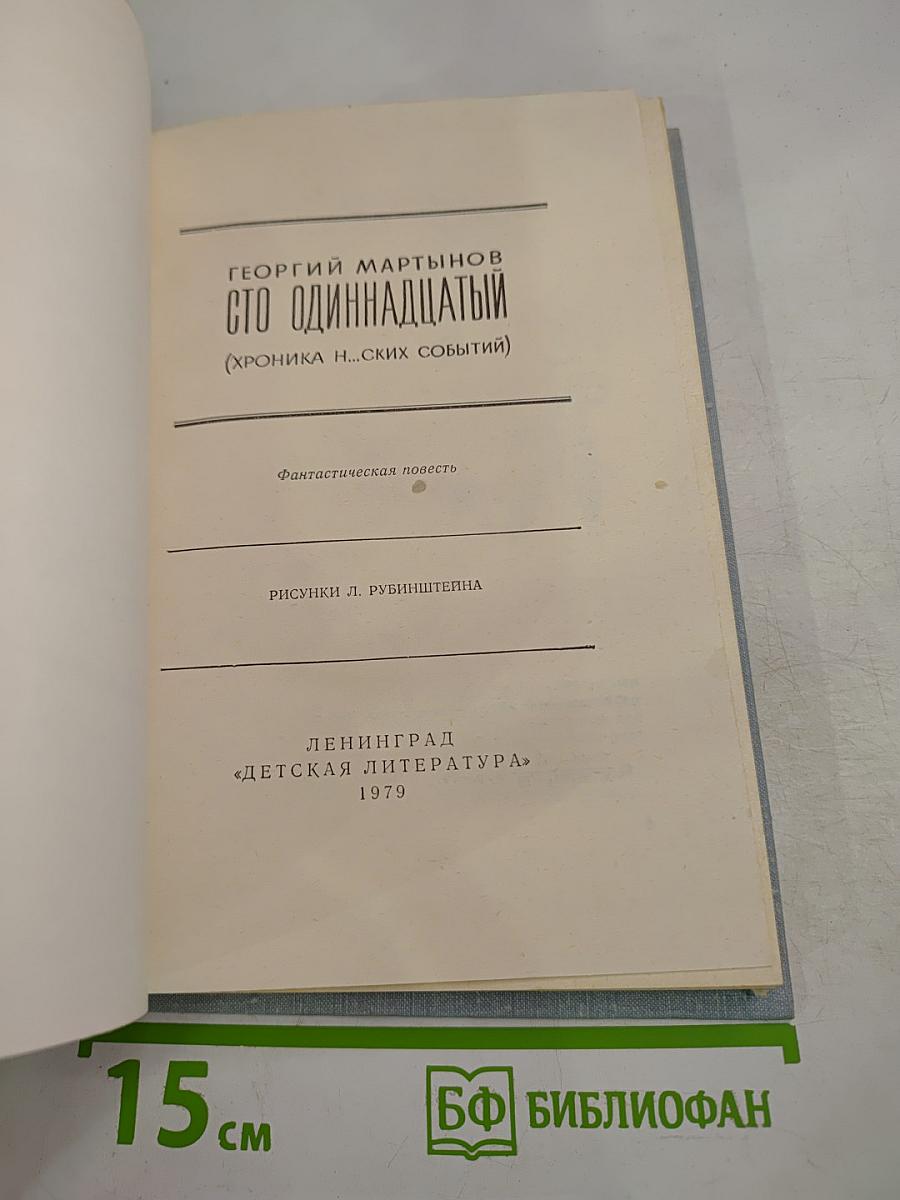 ГЕОРГИЙ МАРТЫНОВ
СТО ОДИННАДЦАТЫЙ
(ХРОНИКА Н...СКИХ СОБЫТИЙ)
Фантастическая повесть
РИСУНКИ Л. РУБИНШТЕЙНА
ЛЕНИНГРАД
«ДЕТСКАЯ ЛИТЕРАТУРА»
1979
15 см
БФ БИБЛИОФАН